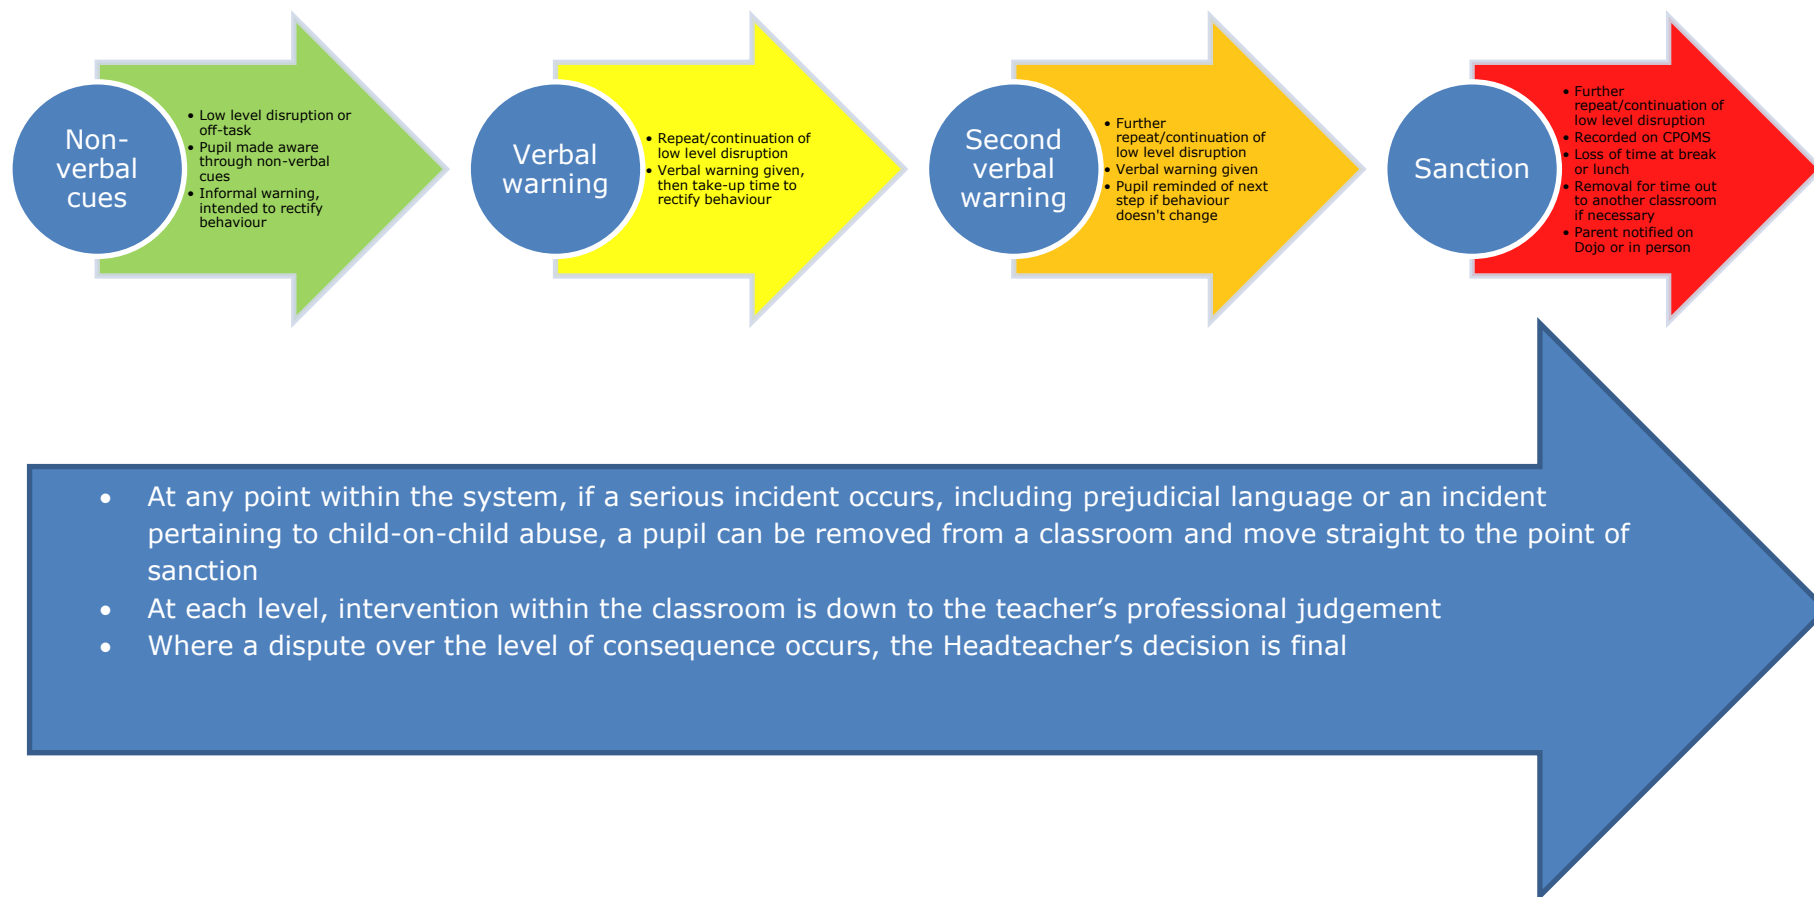 Non-
verbal
cues
• Low level disruption or
off-task
• Pupil made aware
through non-verbal
cues
• Informal warning,
intended to rectify
behaviour
Verbal
warning
• Repeat/continuation of
low level disruption
• Verbal warning given,
then take-up time to
rectify behaviour
Second
verbal
warning
• Further
repeat/continuation of
low level disruption
• Verbal warning given
• Pupil reminded of next
step if behaviour
doesn't change
Sanction
• Further
repeat/continuation of
low level disruption
• Recorded on CPOMS
• Loss of time at break
or lunch
• Removal for time out
to another classroom
if necessary
• Parent notified on
Dojo or in person
• At any point within the system, if a serious incident occurs, including prejudicial language or an incident
pertaining to child-on-child abuse, a pupil can be removed from a classroom and move straight to the point of
sanction
• At each level, intervention within the classroom is down to the teacher’s professional judgement
• Where a dispute over the level of consequence occurs, the Headteacher’s decision is final